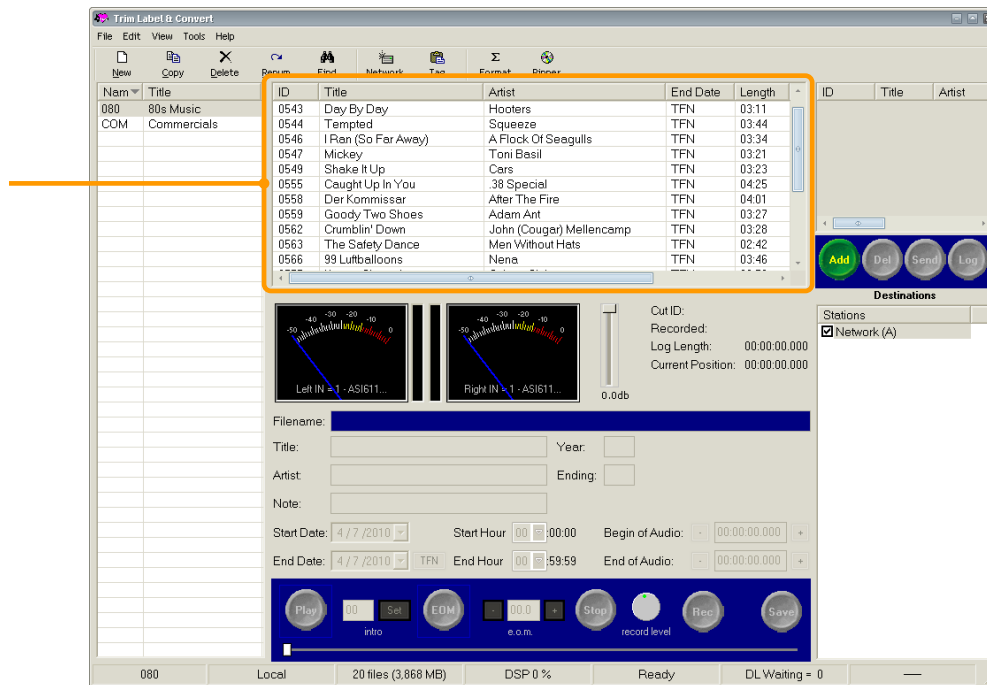 Trim Label & Convert
File Edit View Tools Help
New Copy Delete Renum Find Network Tag Format Ripper
Nam Title
080 80s Music
COM Commercials
ID Title Artist End Date Length
0543 Day By Day Hooters TFN 03:11
0544 Tempted Squeeze TFN 03:44
0546 I Ran (So Far Away) A Flock Of Seagulls TFN 03:34
0547 Mickey Toni Basil TFN 03:21
0549 Shake It Up Cars TFN 03:23
0555 Caught Up In You .38 Special TFN 04:25
0558 Der Kommissar After The Fire TFN 04:01
0559 Goody Two Shoes Adam Ant TFN 03:27
0562 Crumblin' Down John (Cougar) Mellencamp TFN 03:28
0563 The Safety Dance Men Without Hats TFN 02:42
0566 99 Luftballoons Nena TFN 03:46
ID Title Artist
Add Del Send Log
Destinations
Stations
Network (A)
-50 -40 -30 -20 -10 0
Left IN = 1 - ASI611...
-50 -40 -30 -20 -10 0
Right IN = 1 - ASI611...
0.0db
Cut ID:
Recorded:
Log Length: 00:00:00.000
Current Position: 00:00:00.000
Filename:
Title: Year:
Artist: Ending:
Note:
Start Date: 4 / 7 /2010 Start Hour 00 :00:00 Begin of Audio: - 00:00:00.000 +
End Date: 4 / 7 /2010 TFN End Hour 00 :59:59 End of Audio: - 00:00:00.000 +
Play 00 Set EOM - 00.0 + Stop Rec Save
intro e.o.m. record level
080 Local 20 files (3,868 MB) DSP 0 % Ready DL Waiting = 0